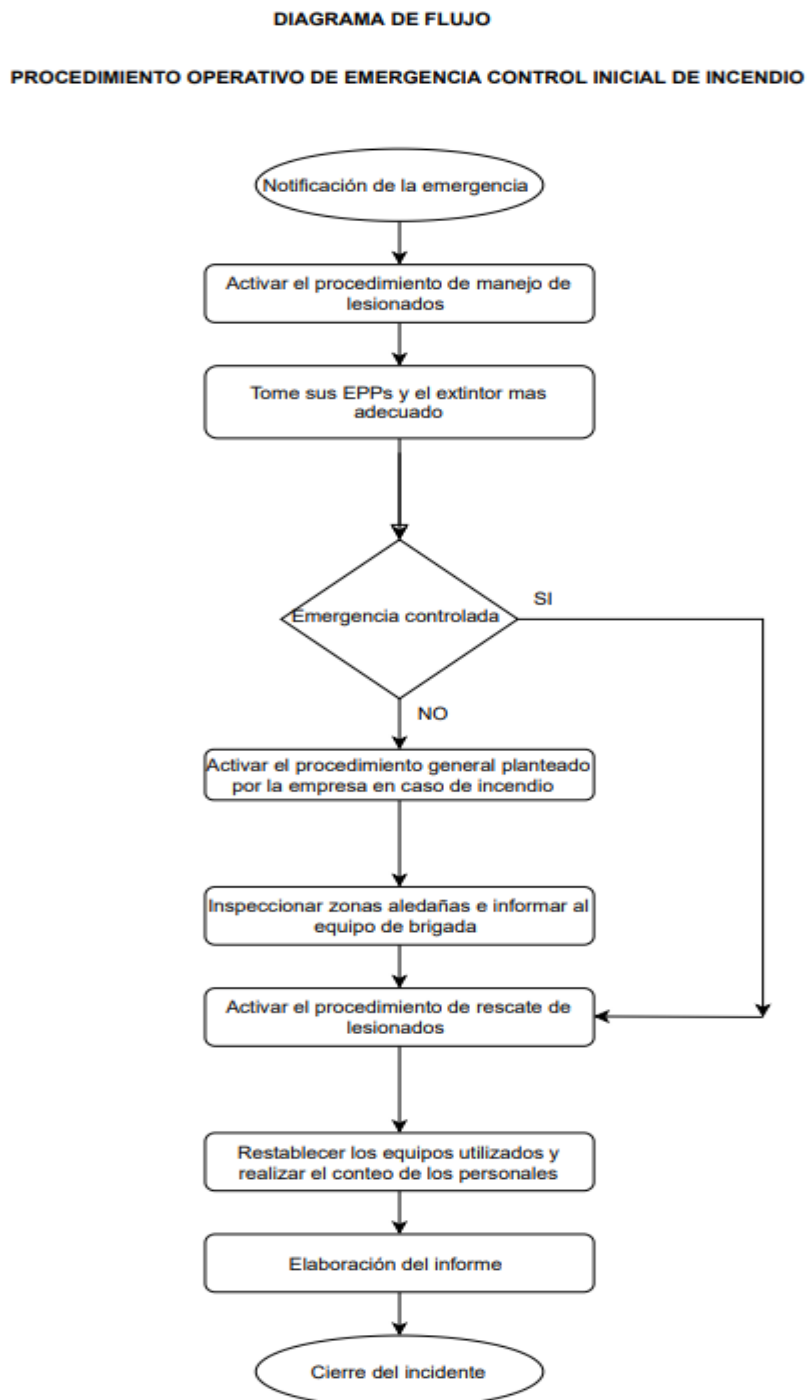 DIAGRAMA DE FLUJO
PROCEDIMIENTO OPERATIVO DE EMERGENCIA CONTROL INICIAL DE INCENDIO
Notificación de la emergencia
Activar el procedimiento de manejo de
lesionados
Tome sus EPPs y el extintor mas
adecuado
Emergencia controlada
SI
NO
Activar el procedimiento general planteado
por la empresa en caso de incendio
Inspeccionar zonas aledañas e informar al
equipo de brigada
Activar el procedimiento de rescate de
lesionados
Restablecer los equipos utilizados y
realizar el conteo de los personales
Elaboración del informe
Cierre del incidente